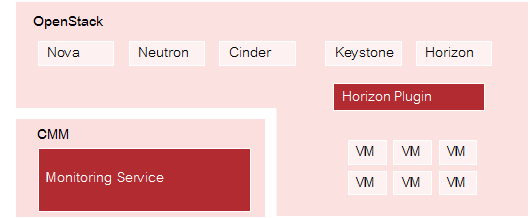 OpenStack
Nova Neutron Cinder Keystone Horizon
Horizon Plugin
CMM
Monitoring Service
VM VM VM
VM VM VM